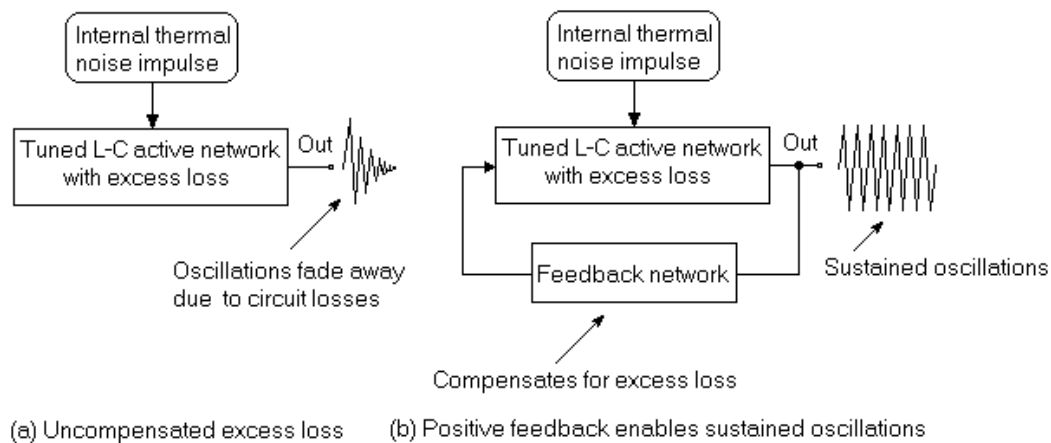 Internal thermal
noise impulse
Tuned L-C active network
with excess loss
Out
Oscillations fade away
due to circuit losses
(a) Uncompensated excess loss
Internal thermal
noise impulse
Tuned L-C active network
with excess loss
Out
Feedback network
Sustained oscillations
Compensates for excess loss
(b) Positive feedback enables sustained oscillations